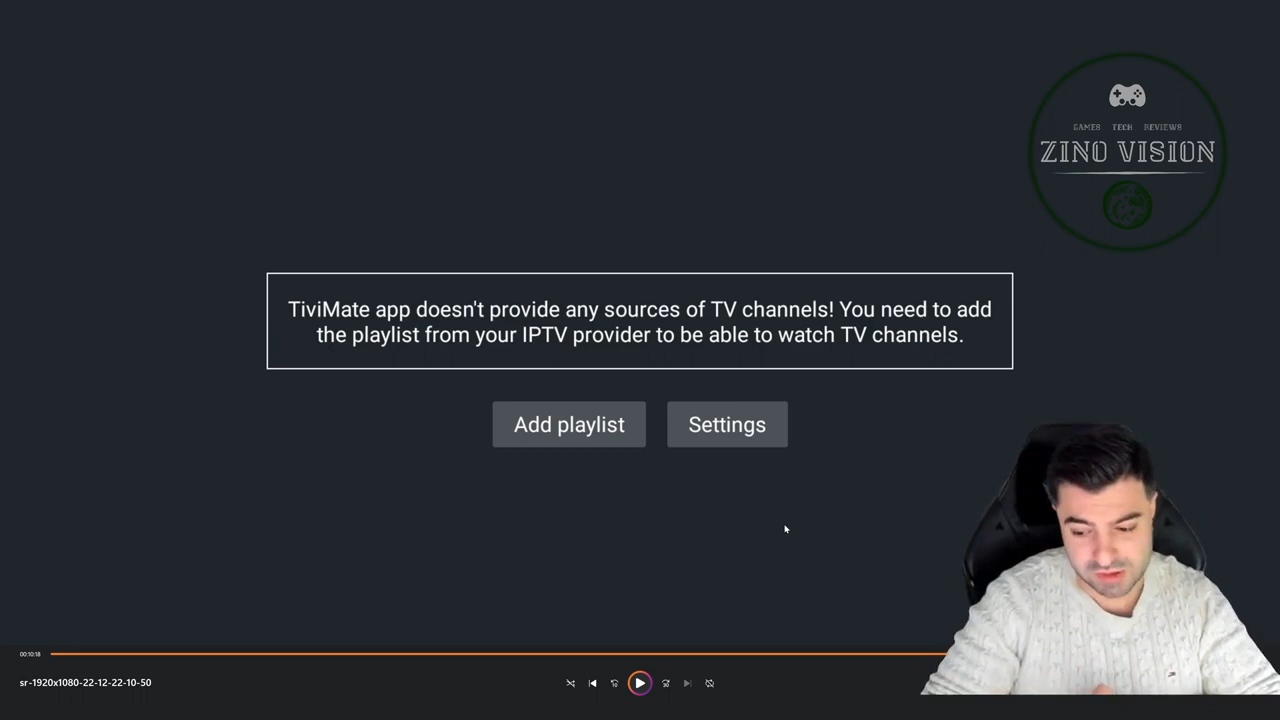 GAMES TECH REVIEWS
ZINO VISION
TiviMate app doesn't provide any sources of TV channels! You need to add
the playlist from your IPTV provider to be able to watch TV channels.
Add playlist Settings
00:10:18
sr-1920x1080-22-12-22-10-50